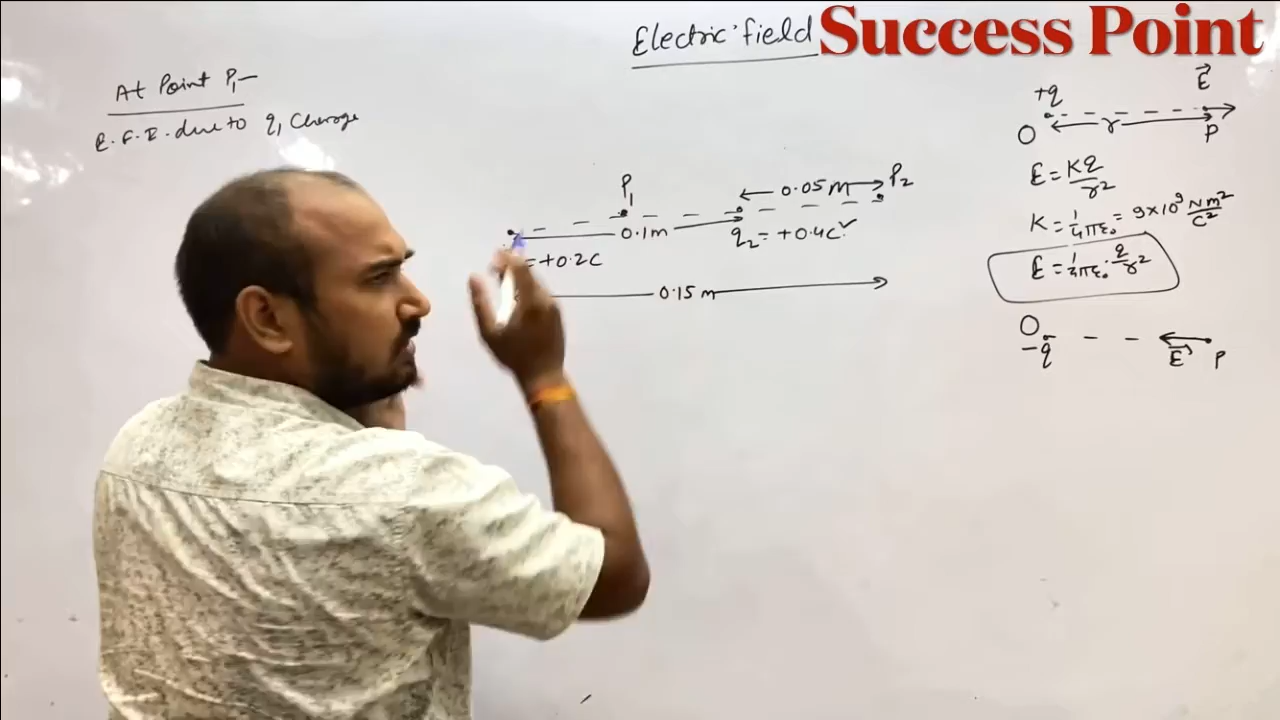 Electric field
Success Point
At Point P₁ —
E.F.I. due to q₁ Charge
P₁
0.1m
= +0.2C
0.05 M
P₂
q₂ = +0.4C ✓
0.15 m
+q
O
r
E⃗
P
E = Kq/r²
K = 1/4πε₀ = 9×10⁹ Nm²/C²
E = 1/4πε₀ · q/r²
O
-q
E⃗
P